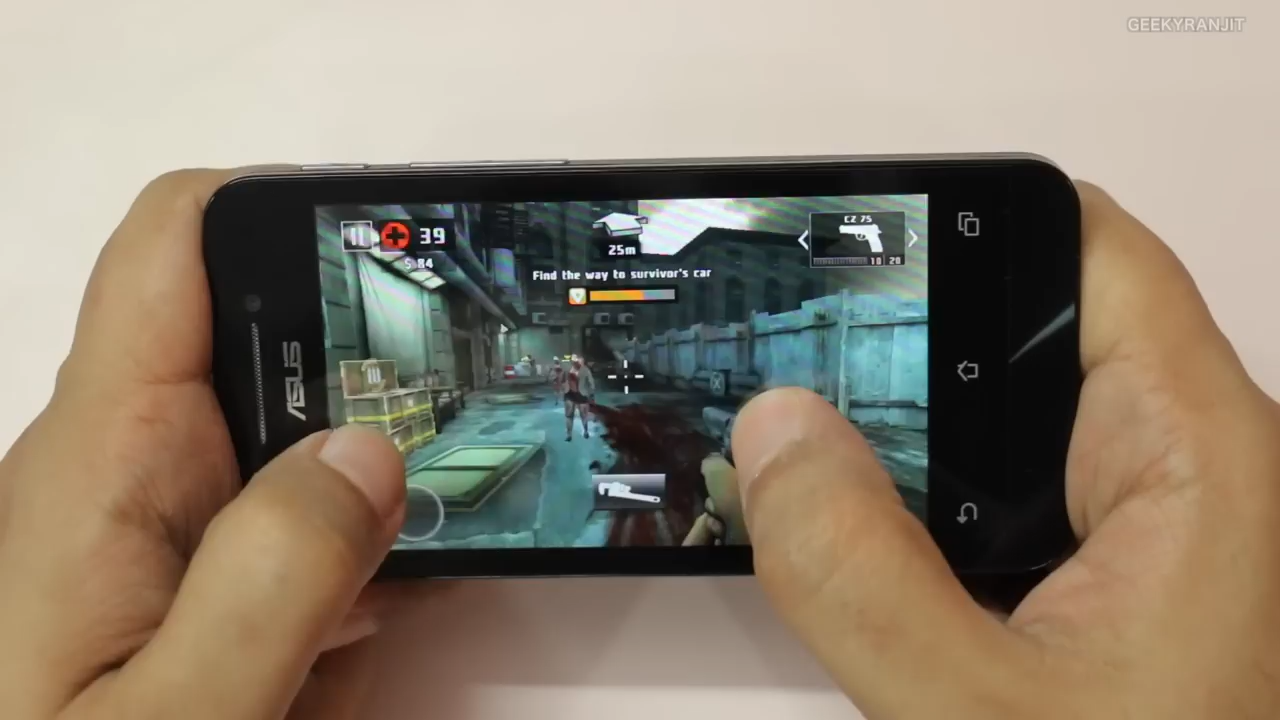 GEEKYRANJIT
39
$ 84
25m
Find the way to survivor's car
CZ 75
10 20
ASUS